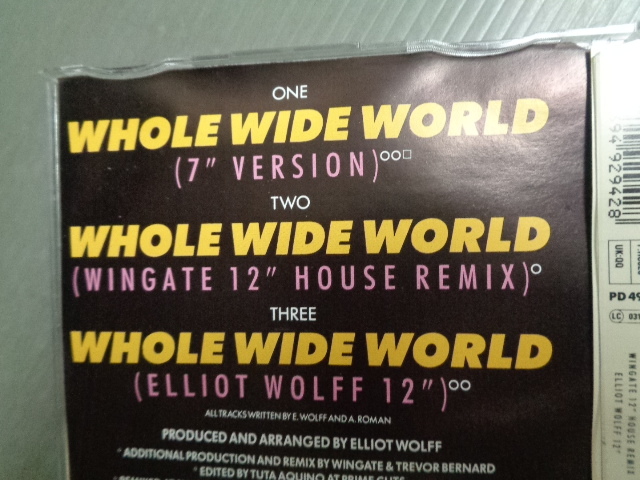 ONE
WHOLE WIDE WORLD
(7" VERSION)°°□
TWO
WHOLE WIDE WORLD
(WINGATE 12" HOUSE REMIX)°
THREE
WHOLE WIDE WORLD
(ELLIOT WOLFF 12")°°
ALL TRACKS WRITTEN BY E. WOLFF AND A. ROMAN
PRODUCED AND ARRANGED BY ELLIOT WOLFF
° ADDITIONAL PRODUCTION AND REMIX BY WINGATE & TREVOR BERNARD
° EDITED BY TUTA AQUINO AT PRIME CUTS
94929428
UK:
PD 49
LC
WINGATE 12" HOUSE REMIX
ELLIOT WOLFF 12"